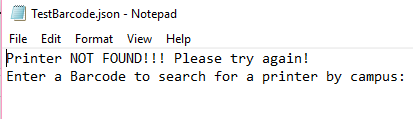 TestBarcode.json - Notepad
File Edit Format View Help
Printer NOT FOUND!!! Please try again!
Enter a Barcode to search for a printer by campus: